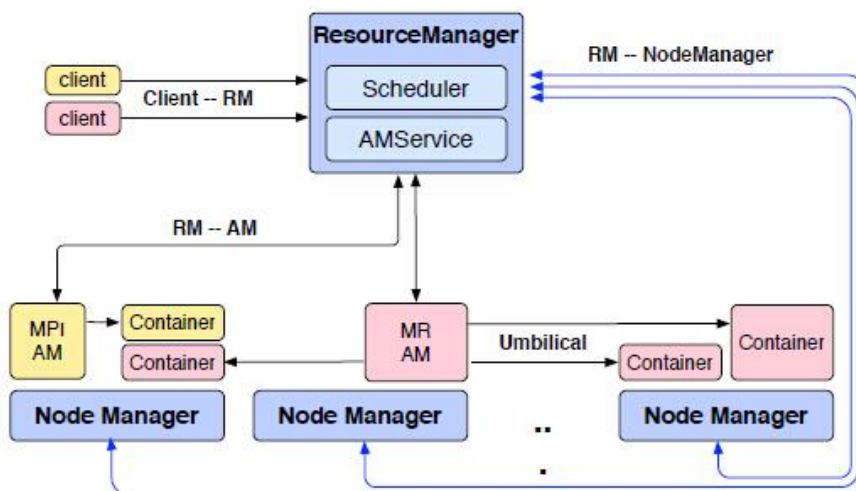 ResourceManager
RM -- NodeManager
client
Client -- RM
client
Scheduler
AMService
RM -- AM
MPI
AM
Container
Container
MR
AM
Umbilical
Container
Container
Node Manager
Node Manager
..
.
Node Manager